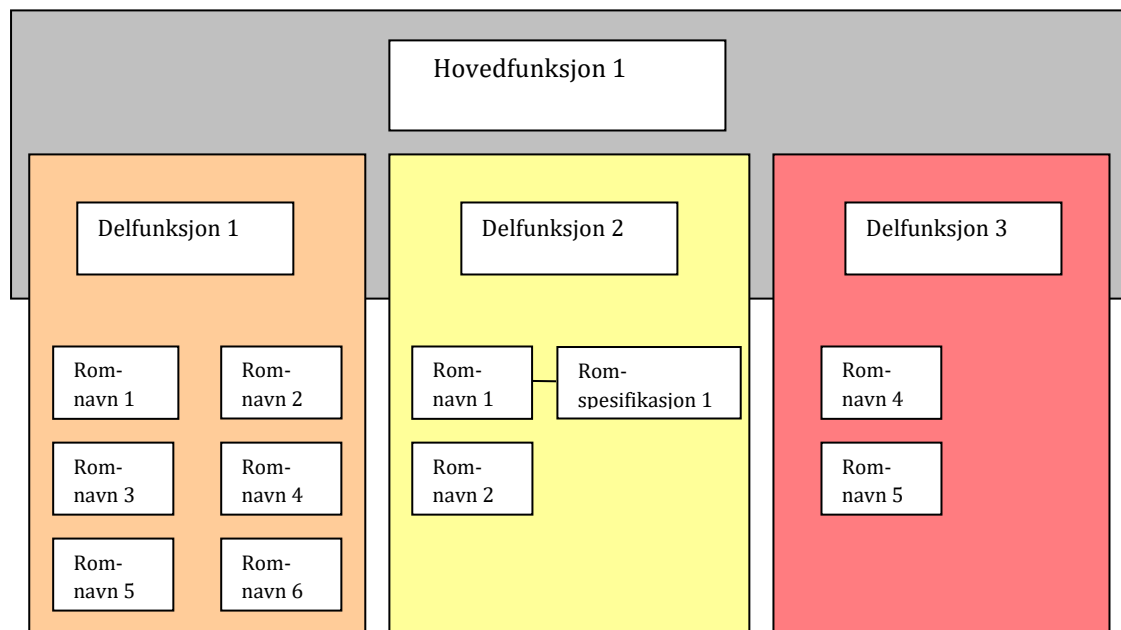 Hovedfunksjon 1
Delfunksjon 1
Delfunksjon 2
Delfunksjon 3
Rom-
navn 1
Rom-
navn 2
Rom-
navn 3
Rom-
navn 4
Rom-
navn 5
Rom-
navn 6
Rom-
navn 1
Rom-
spesifikasjon 1
Rom-
navn 2
Rom-
navn 4
Rom-
navn 5